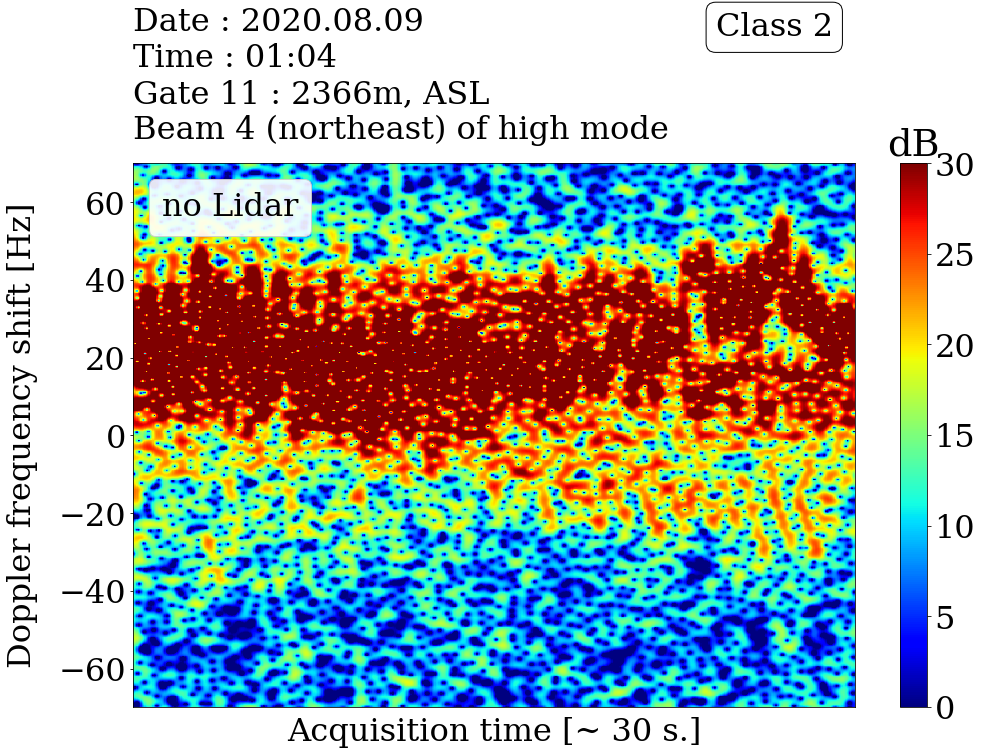 Date : 2020.08.09
Time : 01:04
Gate 11 : 2366m, ASL
Beam 4 (northeast) of high mode
Class 2
dB
no Lidar
Doppler frequency shift [Hz]
60
40
20
0
−20
−40
−60
30
25
20
15
10
5
0
Acquisition time [~ 30 s.]